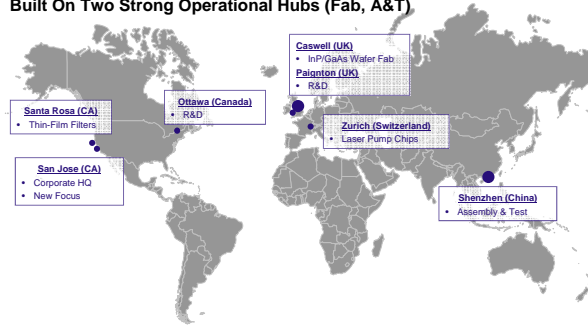 Built On Two Strong Operational Hubs (Fab, A&T)
Caswell (UK)
• InP/GaAs Wafer Fab
Paignton (UK)
• R&D
Ottawa (Canada)
• R&D
Santa Rosa (CA)
• Thin-Film Filters
Zurich (Switzerland)
• Laser Pump Chips
San Jose (CA)
• Corporate HQ
• New Focus
Shenzhen (China)
• Assembly & Test